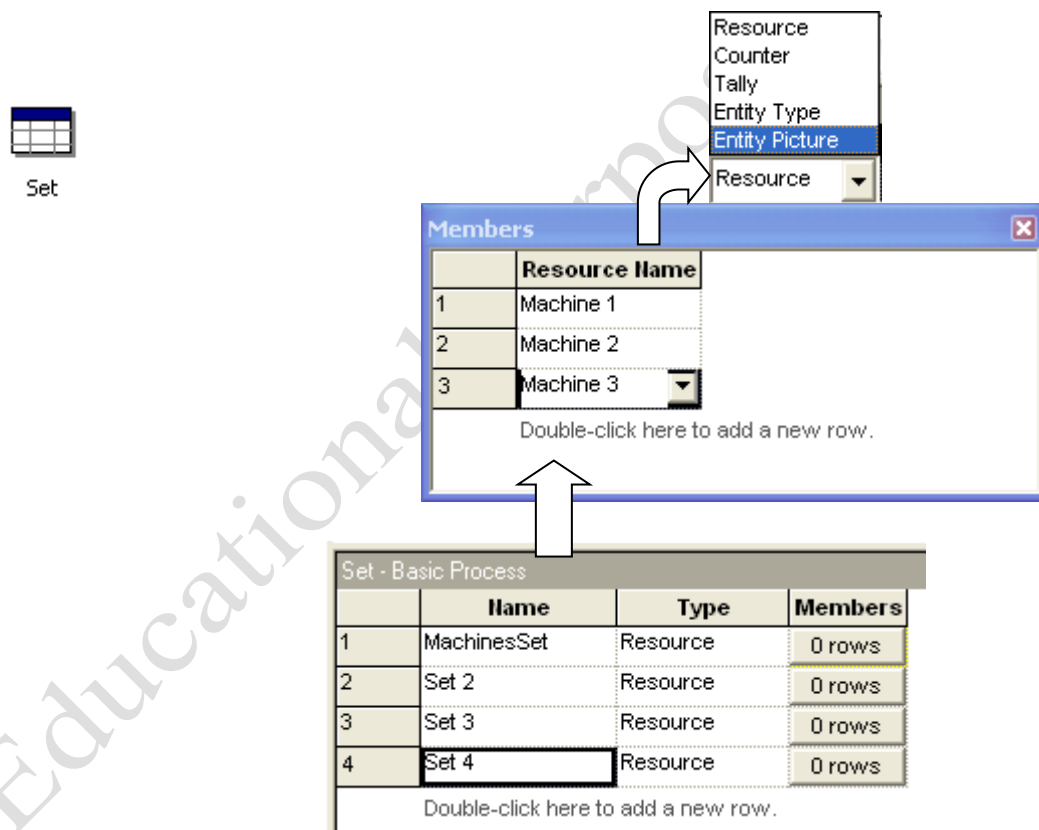 Resource
Counter
Tally
Entity Type
Entity Picture
Resource
Set
Members
Resource Name
1 Machine 1
2 Machine 2
3 Machine 3
Double-click here to add a new row.
Set - Basic Process
Name Type Members
1 MachinesSet Resource 0 rows
2 Set 2 Resource 0 rows
3 Set 3 Resource 0 rows
4 Set 4 Resource 0 rows
Double-click here to add a new row.
Educational